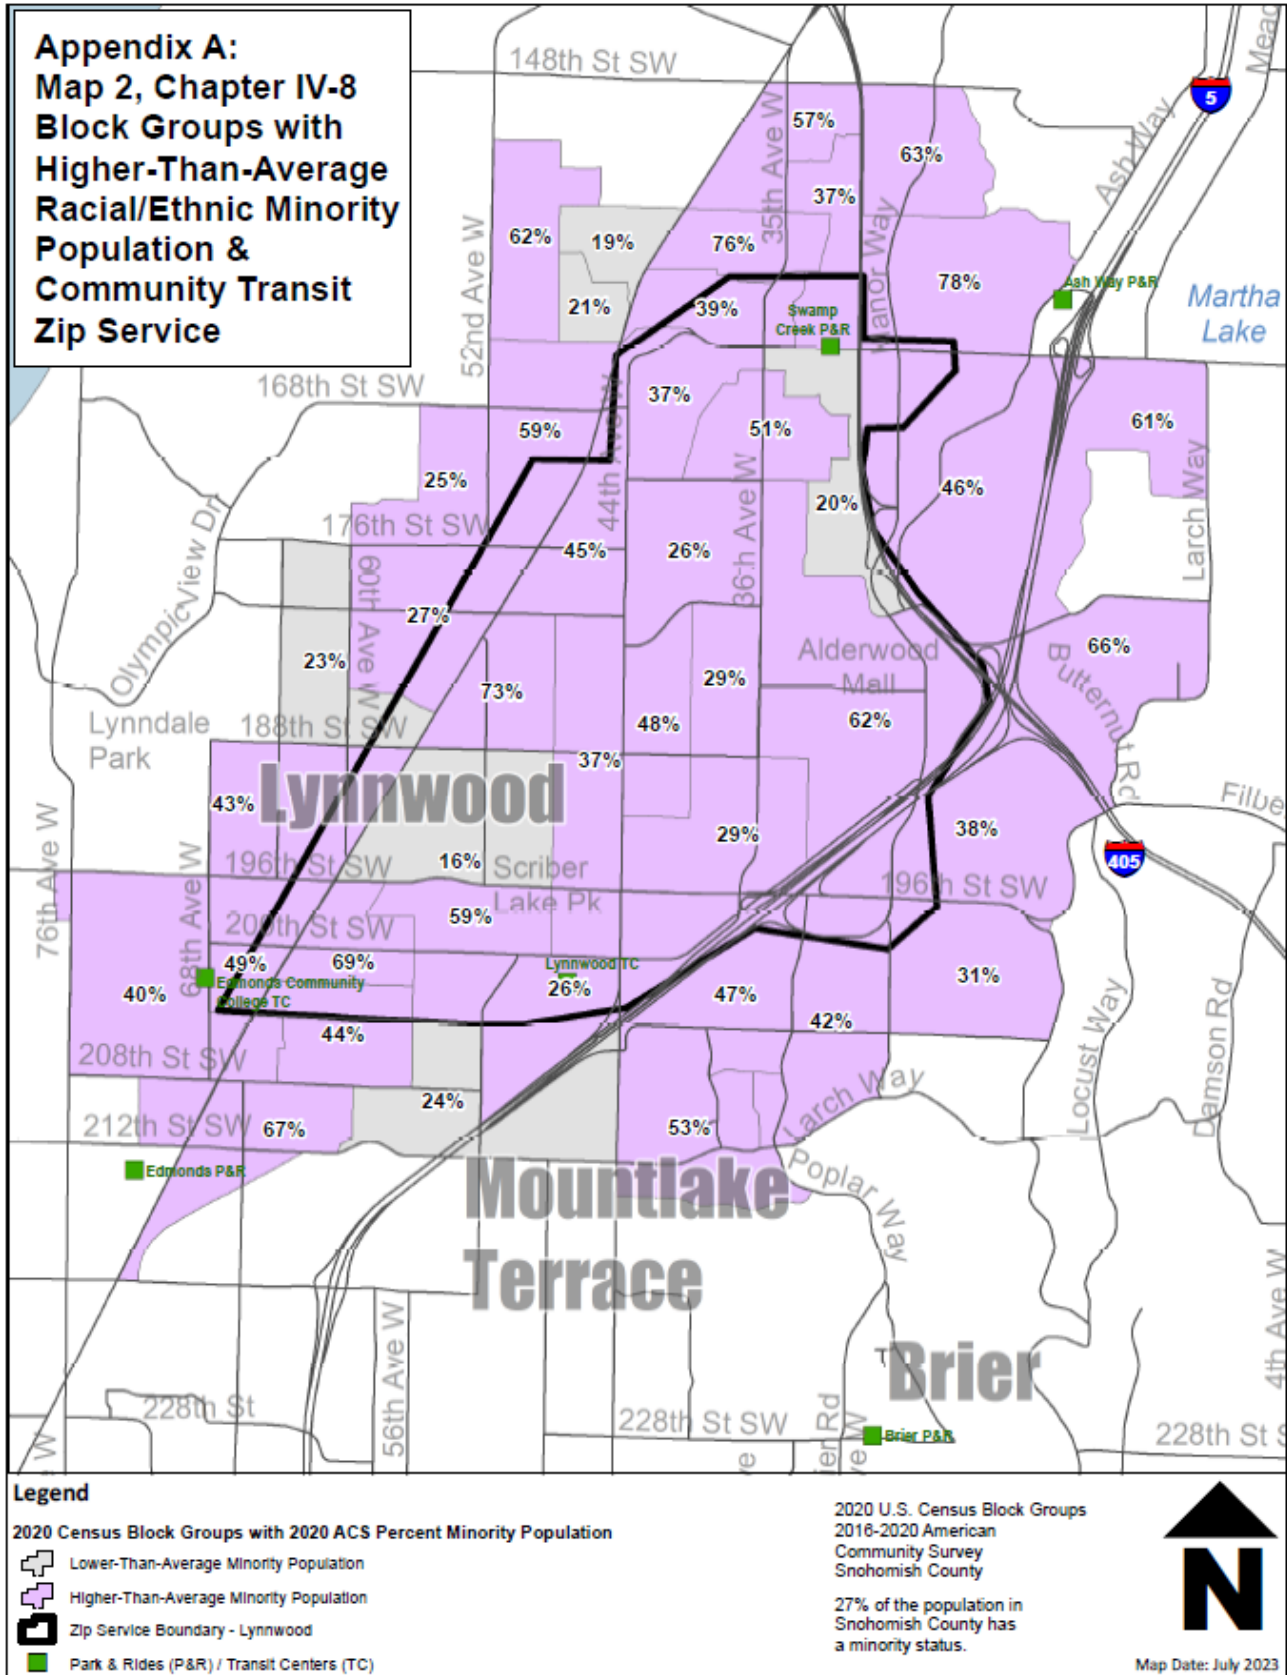 Appendix A:
Map 2, Chapter IV-8
Block Groups with
Higher-Than-Average
Racial/Ethnic Minority
Population &
Community Transit
Zip Service
148th St SW
5
Ash Way
57%
63%
35th Ave W
37%
Manor Way
52nd Ave W
62%
19%
76%
78%
Ash Way P&R
Martha
Lake
21%
39%
Swamp
Creek P&R
168th St SW
44th Ave W
37%
59%
51%
61%
25%
36th Ave W
20%
46%
Larch Way
176th St SW
45%
26%
Olympic View Dr
60th Ave W
27%
23%
73%
29%
Alderwood
Mall
66%
Butternut Rd
Lynndale
Park
188th St SW
48%
62%
37%
Lynnwood
43%
29%
38%
Filbe
405
76th Ave W
68th Ave W
196th St SW
16%
Scriber
Lake Pk
196th St SW
200th St SW
59%
49%
69%
Lynnwood TC
26%
31%
40%
Edmonds Community
College TC
47%
42%
44%
208th St SW
Locust Way
Damson Rd
24%
Larch Way
212th St SW
67%
53%
Edmonds P&R
Mountlake
Terrace
Poplar Way
4th Ave W
56th Ave W
Brier
228th St
228th St SW
Brier P&R
228th St S
Legend
2020 Census Block Groups with 2020 ACS Percent Minority Population
Lower-Than-Average Minority Population
Higher-Than-Average Minority Population
Zip Service Boundary - Lynnwood
Park & Rides (P&R) / Transit Centers (TC)
2020 U.S. Census Block Groups
2016-2020 American
Community Survey
Snohomish County
27% of the population in
Snohomish County has
a minority status.
N
Map Date: July 2023